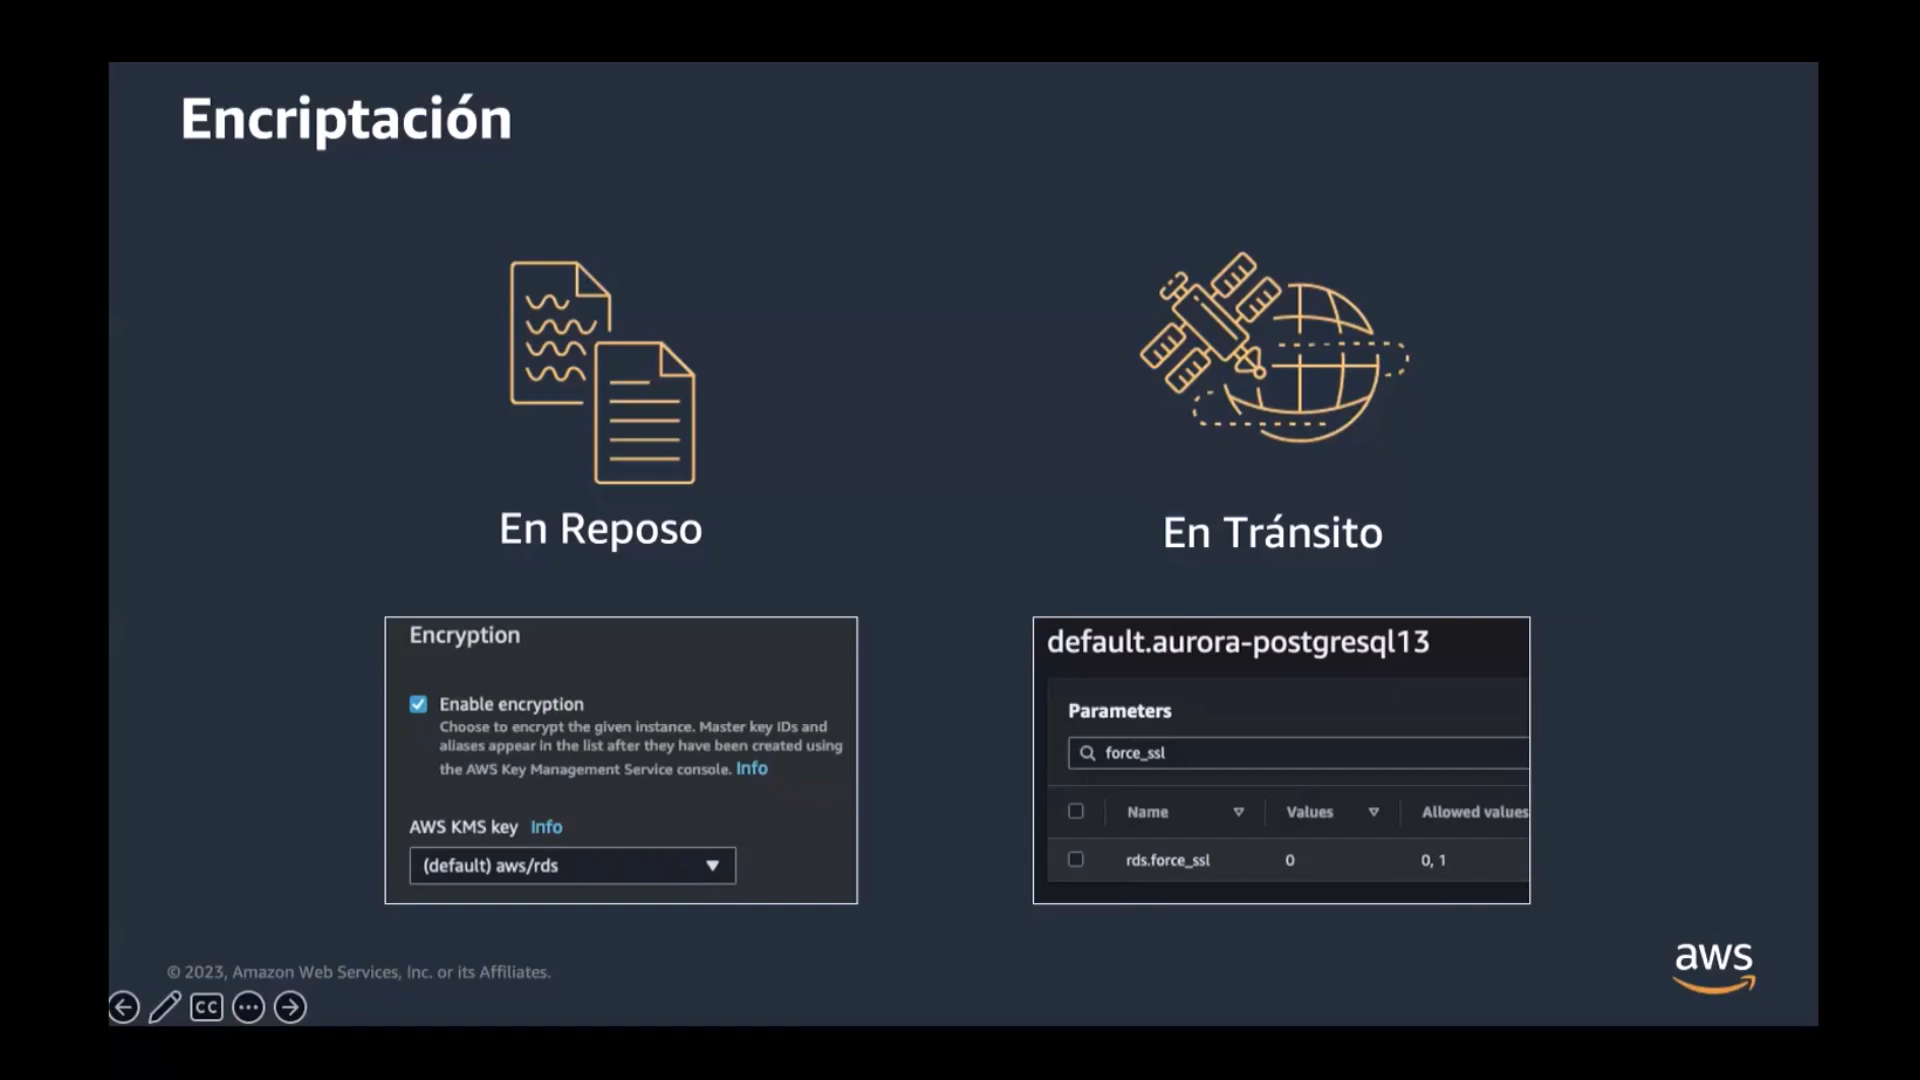 Encriptación
En Reposo
En Tránsito
Encryption
Enable encryption
Choose to encrypt the given instance. Master key IDs and
aliases appear in the list after they have been created using
the AWS Key Management Service console. Info
AWS KMS key Info
(default) aws/rds
default.aurora-postgresql13
Parameters
force_ssl
Name Values Allowed values
rds.force_ssl 0 0, 1
© 2023, Amazon Web Services, Inc. or its Affiliates.
aws
CC